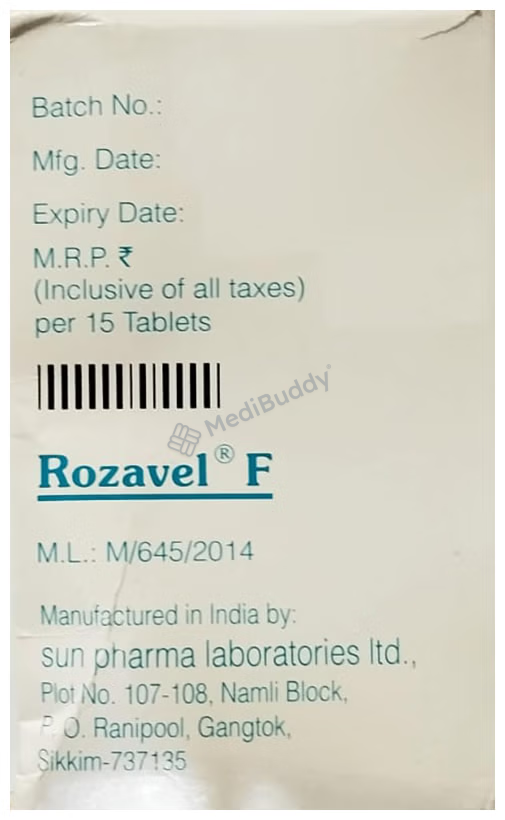 Batch No.:
Mfg. Date:
Expiry Date:
M.R.P. ₹
(Inclusive of all taxes)
per 15 Tablets
MediBuddy
Rozavel® F
M.L.: M/645/2014
Manufactured in India by:
sun pharma laboratories ltd.,
Plot No. 107-108, Namli Block,
P. O. Ranipool, Gangtok,
Sikkim-737135